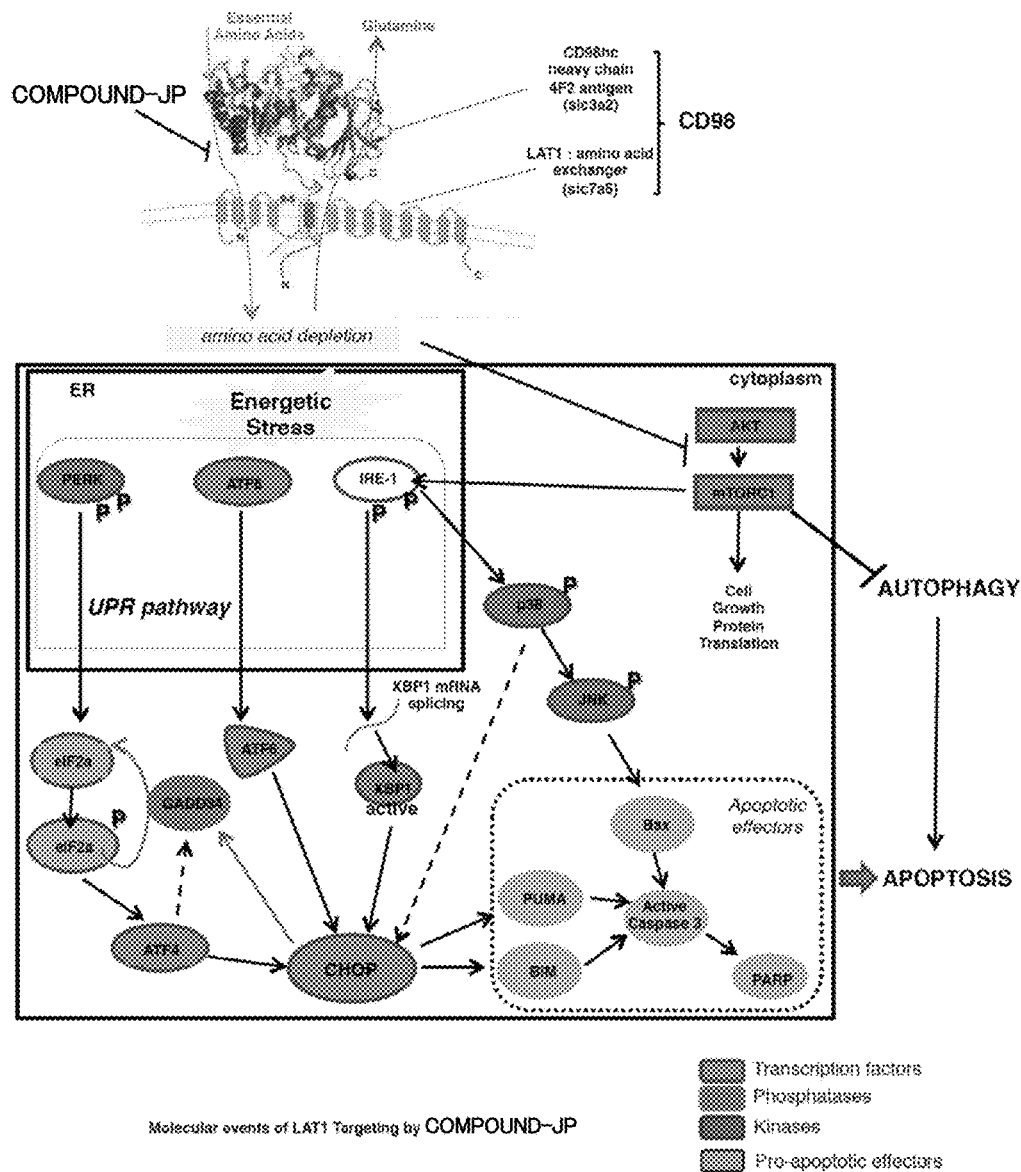 Essential
Amino Acids
Glutamine
CD98hc
heavy chain
4F2 antigen
(slc3a2)
CD98
COMPOUND-JP
LAT1 : amino acid
exchanger
(slc7a5)
N
C
amino acid depletion
ER
cytoplasm
Energetic
Stress
AKT
PERK
P P
ATF6
IRE-1
P P
mTORC1
UPR pathway
p38
P
Cell
Growth
Protein
Translation
AUTOPHAGY
XBP1 mRNA
splicing
JNK
P
eIF2a
ATF6
XBP1
active
GADD34
eIF2a
P
Apoptotic
effectors
Bax
PUMA
Active
Caspase 3
APOPTOSIS
ATF4
CHOP
BIM
PARP
Transcription factors
Phosphatases
Kinases
Pro-apoptotic effectors
Molecular events of LAT1 Targeting by COMPOUND-JP